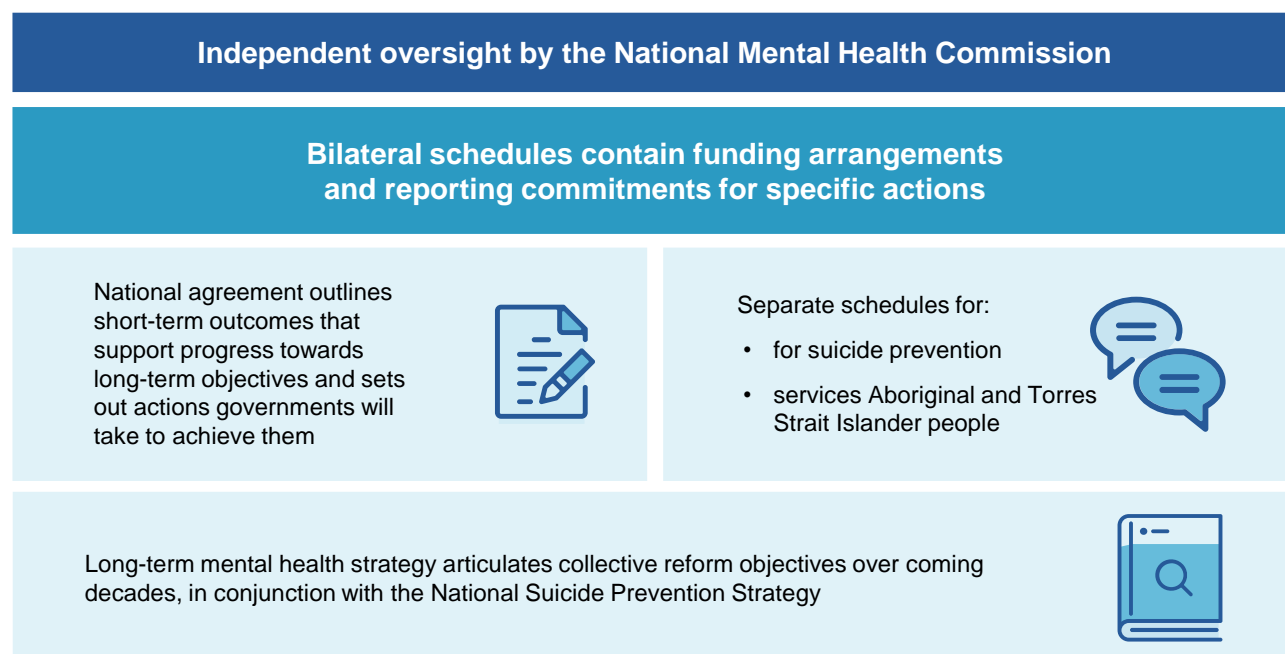 Independent oversight by the National Mental Health Commission
Bilateral schedules contain funding arrangements
and reporting commitments for specific actions
National agreement outlines
short-term outcomes that
support progress towards
long-term objectives and sets
out actions governments will
take to achieve them
Separate schedules for:
• for suicide prevention
• services Aboriginal and Torres
Strait Islander people
Long-term mental health strategy articulates collective reform objectives over coming
decades, in conjunction with the National Suicide Prevention Strategy